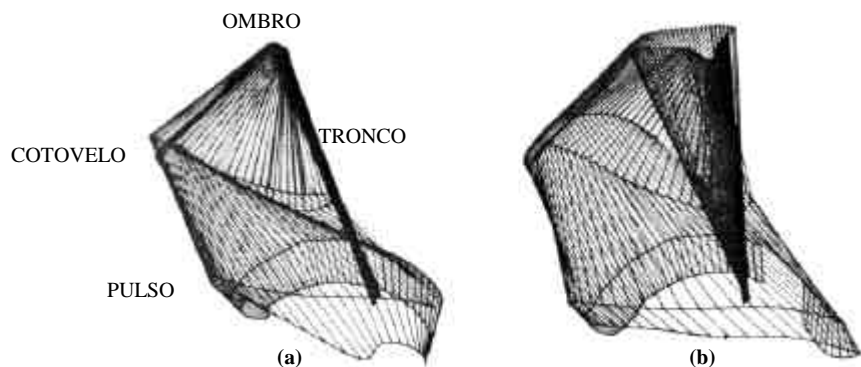 OMBRO
TRONCO
COTOVELO
PULSO
(a)
(b)